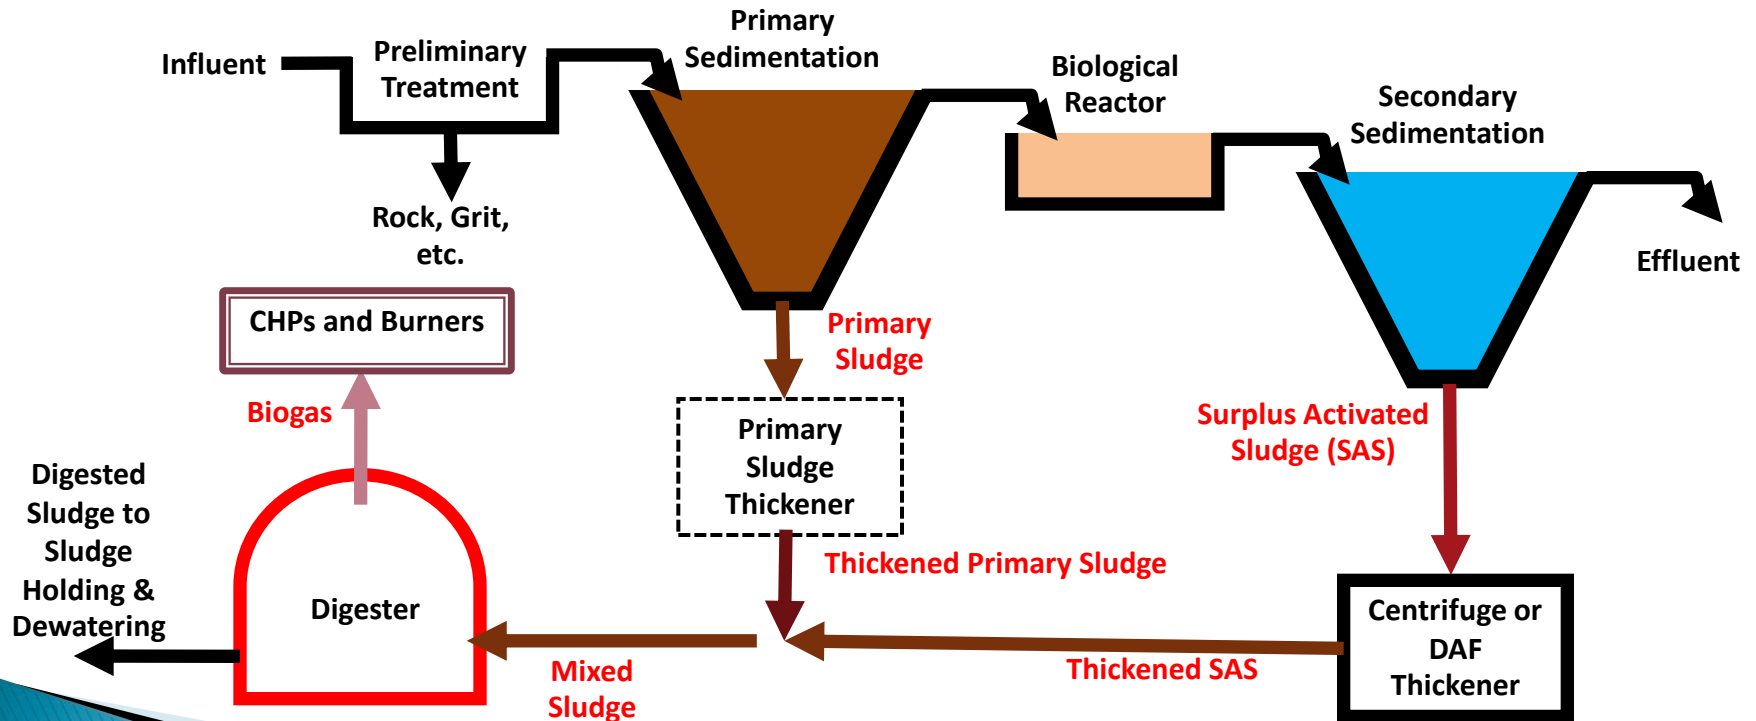 Influent
Preliminary
Treatment
Rock, Grit,
etc.
Primary
Sedimentation
Biological
Reactor
Secondary
Sedimentation
Effluent
CHPs and Burners
Biogas
Primary
Sludge
Primary
Sludge
Thickener
Surplus Activated
Sludge (SAS)
Digested
Sludge to
Sludge
Holding &
Dewatering
Digester
Thickened Primary Sludge
Mixed
Sludge
Thickened SAS
Centrifuge or
DAF
Thickener